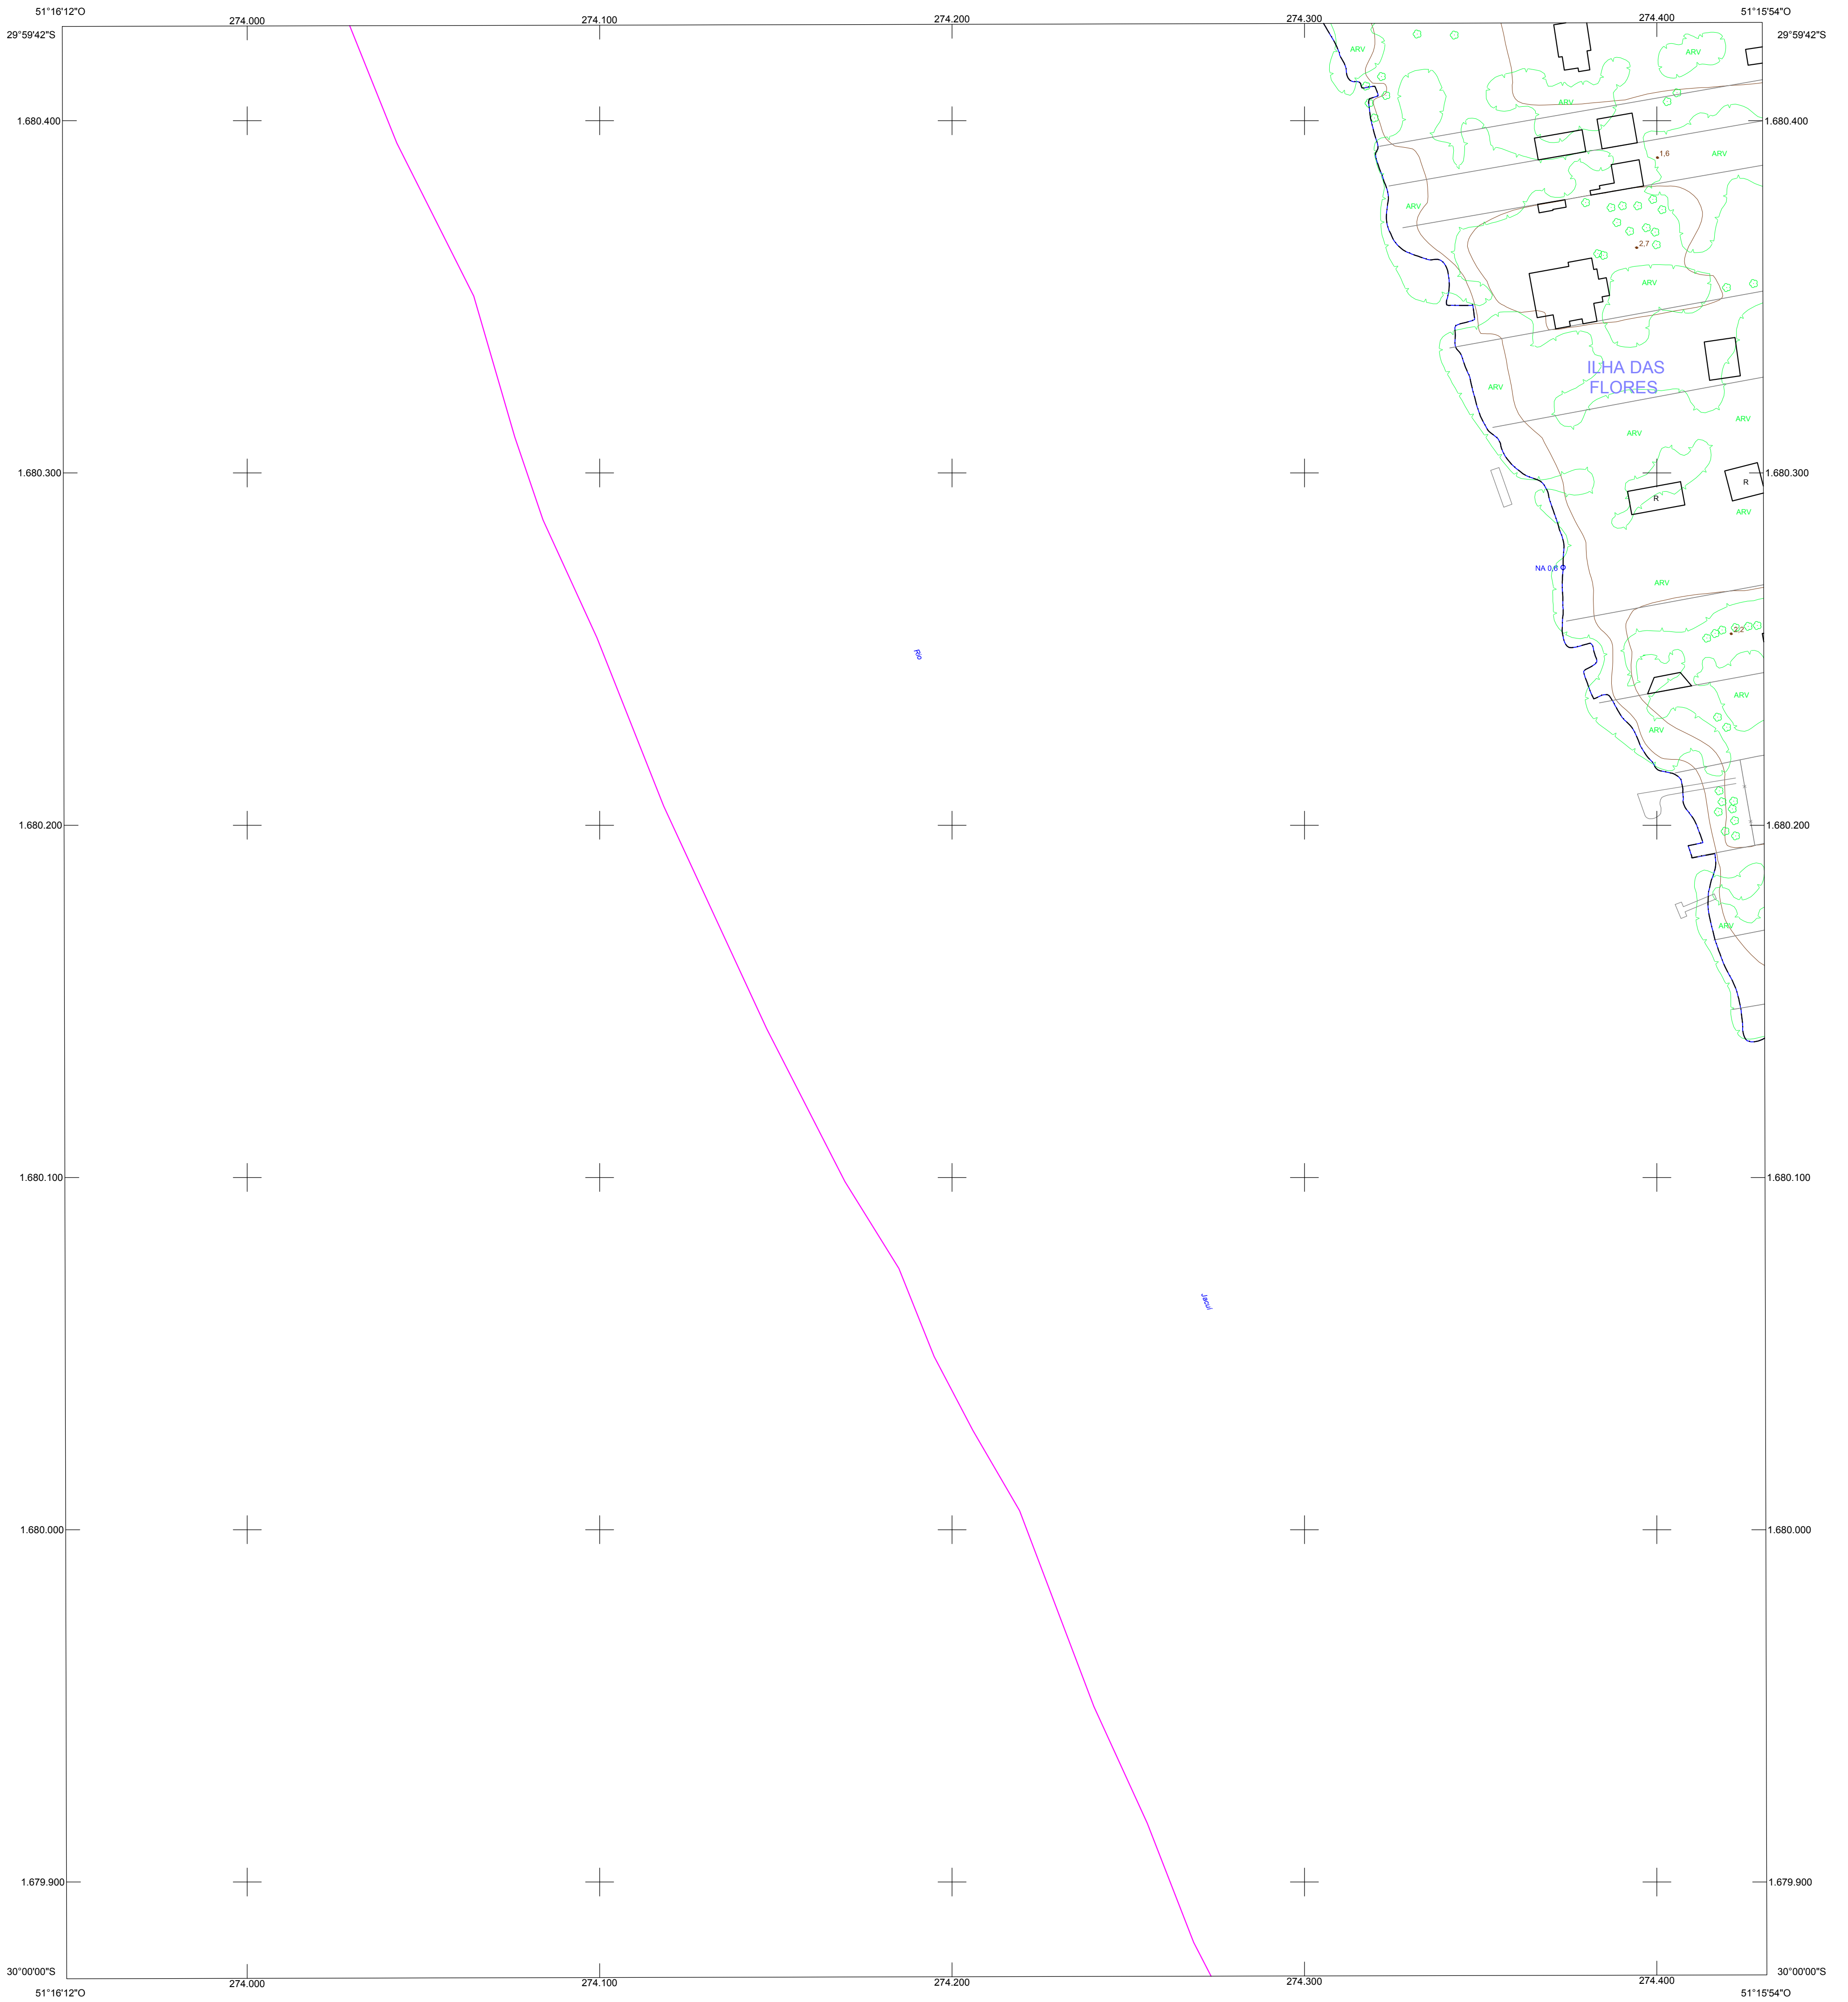 51°16'12"O
51°15'54"O
274.000
274.100
274.200
274.300
274.400
29°59'42"S
29°59'42"S
ARV
ARV
ARV
1.680.400
1.680.400
1,6
ARV
ARV
2,7
ARV
ILHA DAS
FLORES
ARV
ARV
ARV
1.680.300
1.680.300
R
R
ARV
NA 0,6
ARV
2,2
Rio
ARV
ARV
1.680.200
1.680.200
ARV
1.680.100
1.680.100
Jacuí
1.680.000
1.680.000
1.679.900
1.679.900
30°00'00"S
30°00'00"S
274.000
274.100
274.200
274.300
274.400
51°16'12"O
51°15'54"O